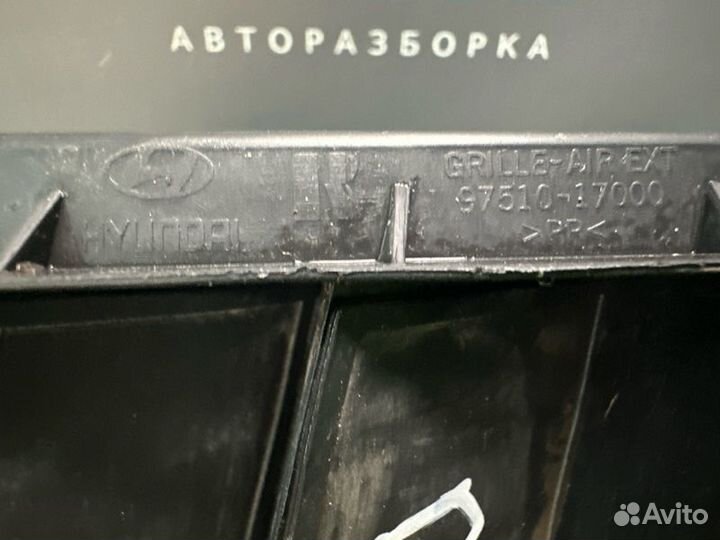 АВТОРАЗБОРКА
HYUNDAI
R
GRILLE-AIR EXT
97510-17000
>PP<
Avito